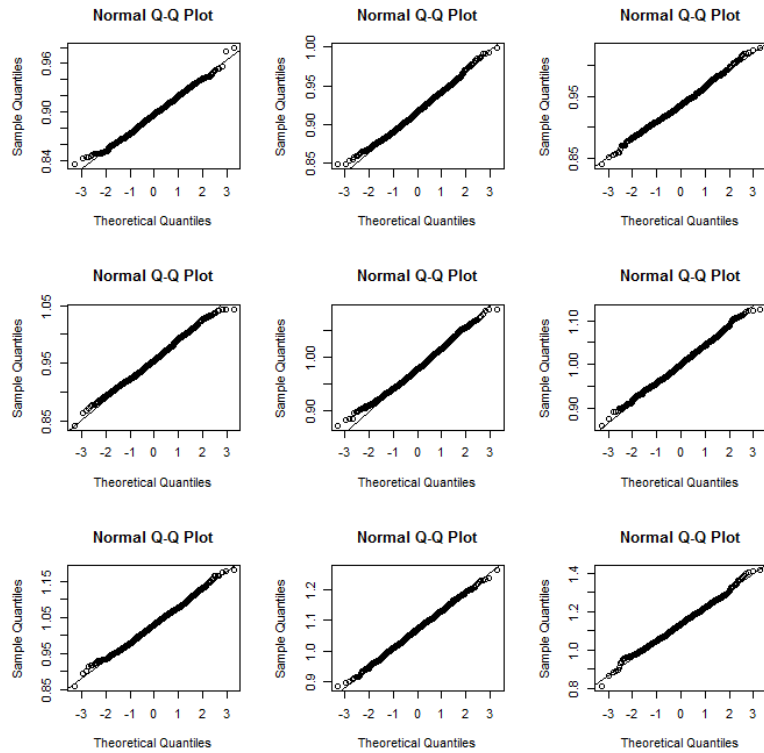 Normal Q-Q Plot Normal Q-Q Plot Normal Q-Q Plot
Sample Quantiles
0.84 0.90 0.96
-3 -2 -1 0 1 2 3
Theoretical Quantiles
Sample Quantiles
0.85 0.90 0.95 1.00
-3 -2 -1 0 1 2 3
Theoretical Quantiles
Sample Quantiles
0.85 0.95
-3 -2 -1 0 1 2 3
Theoretical Quantiles
Normal Q-Q Plot Normal Q-Q Plot Normal Q-Q Plot
Sample Quantiles
0.85 0.95 1.05
-3 -2 -1 0 1 2 3
Theoretical Quantiles
Sample Quantiles
0.90 1.00
-3 -2 -1 0 1 2 3
Theoretical Quantiles
Sample Quantiles
0.90 1.00 1.10
-3 -2 -1 0 1 2 3
Theoretical Quantiles
Normal Q-Q Plot Normal Q-Q Plot Normal Q-Q Plot
Sample Quantiles
0.85 0.95 1.05 1.15
-3 -2 -1 0 1 2 3
Theoretical Quantiles
Sample Quantiles
0.9 1.0 1.1 1.2
-3 -2 -1 0 1 2 3
Theoretical Quantiles
Sample Quantiles
0.8 1.0 1.2 1.4
-3 -2 -1 0 1 2 3
Theoretical Quantiles